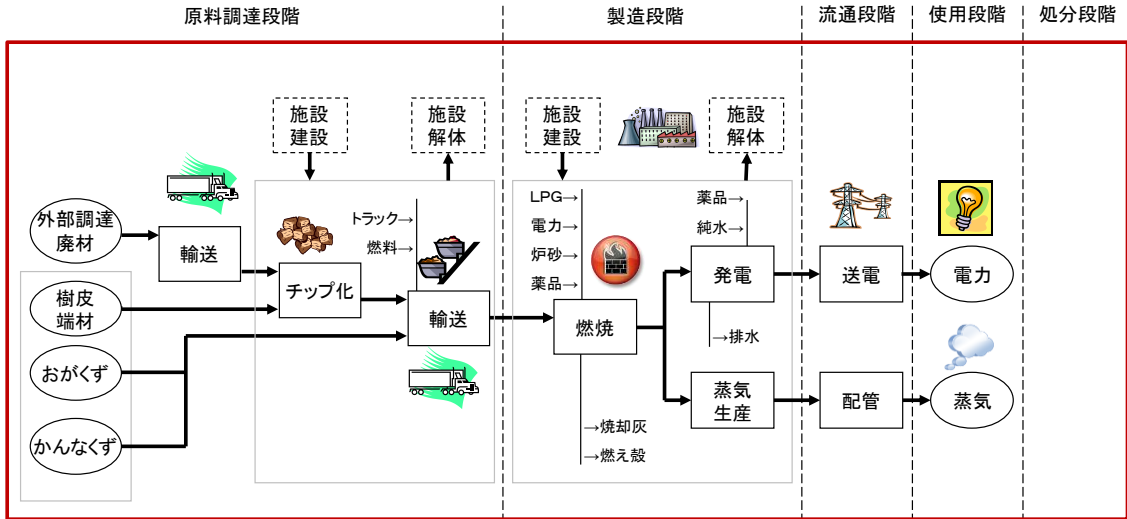 原料調達段階
製造段階
流通段階
使用段階
処分段階
施設
建設
施設
解体
施設
建設
施設
解体
外部調達
廃材
輸送
樹皮
端材
チップ化
おがくず
かんなくず
トラック→
燃料→
輸送
LPG→
電力→
炉砂→
薬品→
燃焼
→焼却灰
→燃え殻
薬品→
純水→
発電
→排水
蒸気
生産
送電
配管
電力
蒸気